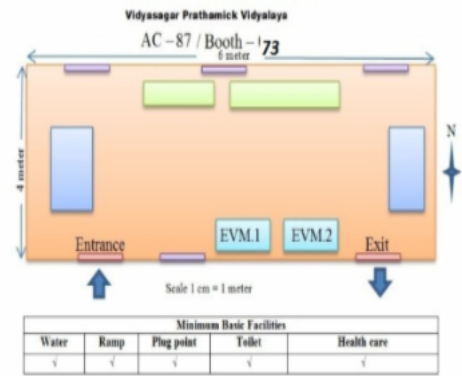 Vidyasagar Prathamick Vidyalaya
AC – 87 / Booth – 73
6 meter
4 meter
N
EVM.1 EVM.2
Entrance Exit
Scale 1 cm = 1 meter
Minimum Basic Facilities
Water Ramp Plug point Toilet Health care
√ √ √ √ √